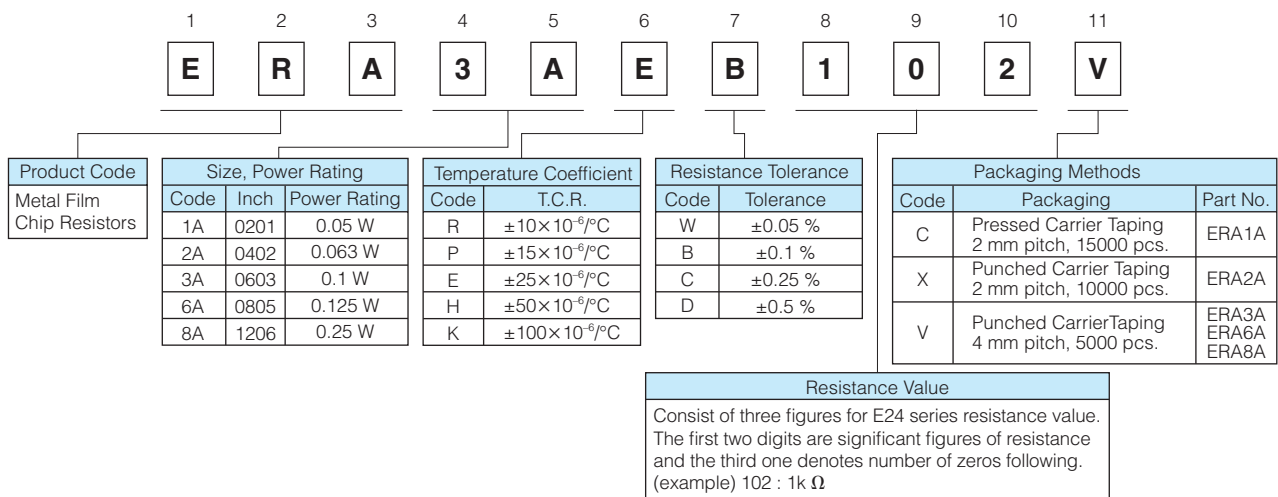 1 2 3 4 5 6 7 8 9 10 11
E R A 3 A E B 1 0 2 V
Product Code
Metal Film
Chip Resistors
Size, Power Rating
Code Inch Power Rating
1A 0201 0.05 W
2A 0402 0.063 W
3A 0603 0.1 W
6A 0805 0.125 W
8A 1206 0.25 W
Temperature Coefficient
Code T.C.R.
R ±10×10⁻⁶/°C
P ±15×10⁻⁶/°C
E ±25×10⁻⁶/°C
H ±50×10⁻⁶/°C
K ±100×10⁻⁶/°C
Resistance Tolerance
Code Tolerance
W ±0.05 %
B ±0.1 %
C ±0.25 %
D ±0.5 %
Packaging Methods
Code Packaging Part No.
C Pressed Carrier Taping
2 mm pitch, 15000 pcs. ERA1A
X Punched Carrier Taping
2 mm pitch, 10000 pcs. ERA2A
V Punched CarrierTaping
4 mm pitch, 5000 pcs. ERA3A
ERA6A
ERA8A
Resistance Value
Consist of three figures for E24 series resistance value.
The first two digits are significant figures of resistance
and the third one denotes number of zeros following.
(example) 102 : 1k Ω